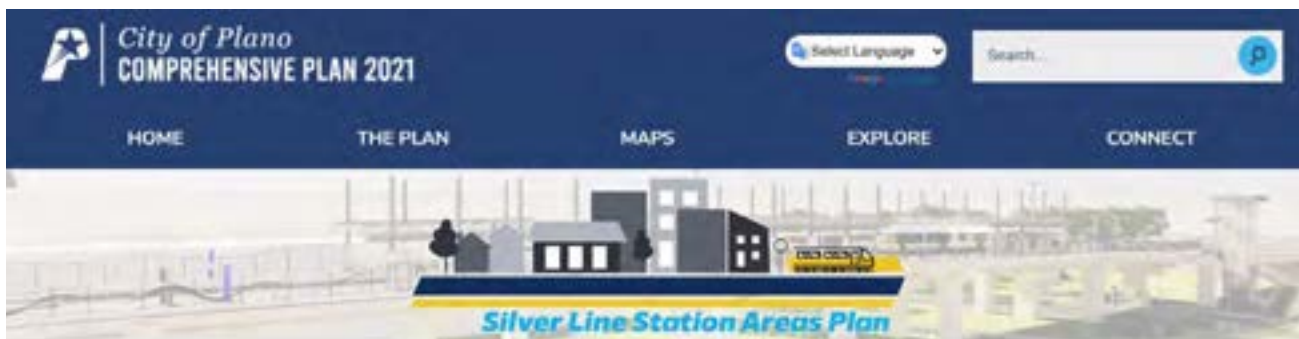 City of Plano
COMPREHENSIVE PLAN 2021
Select Language
Search...
HOME THE PLAN MAPS EXPLORE CONNECT
Silver Line Station Areas Plan